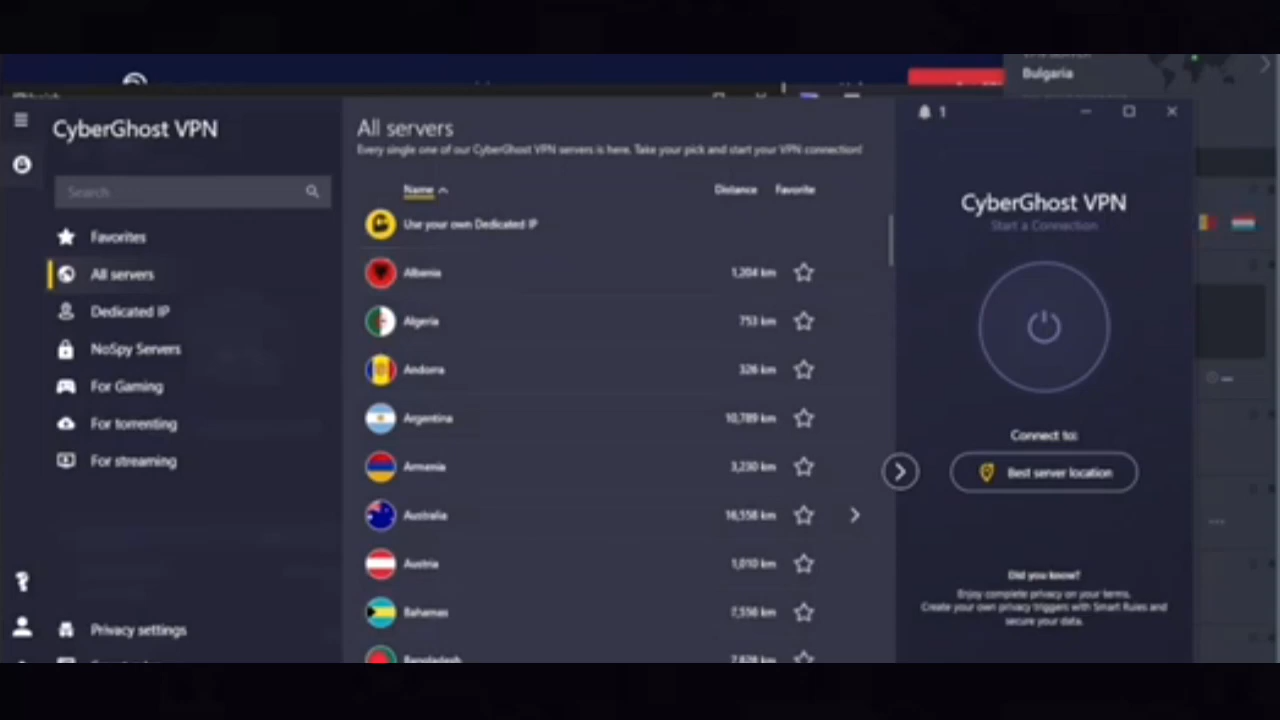 Bulgaria
CyberGhost VPN
Search
Favorites
All servers
Dedicated IP
NoSpy Servers
For Gaming
For torrenting
For streaming
Privacy settings
All servers
Every single one of our CyberGhost VPN servers is here. Take your pick and start your VPN connection!
Name Distance Favorite
Use your own Dedicated IP
Albania 1,204 km
Algeria 753 km
Andorra 326 km
Argentina 10,789 km
Armenia 3,230 km
Australia 16,558 km
Austria 1,010 km
Bahamas 7,558 km
Bangladesh
1
CyberGhost VPN
Start a Connection
Connect to:
Best server location
Did you know?
Enjoy complete privacy on your terms.
Create your own privacy triggers with Smart Rules and
secure your data.